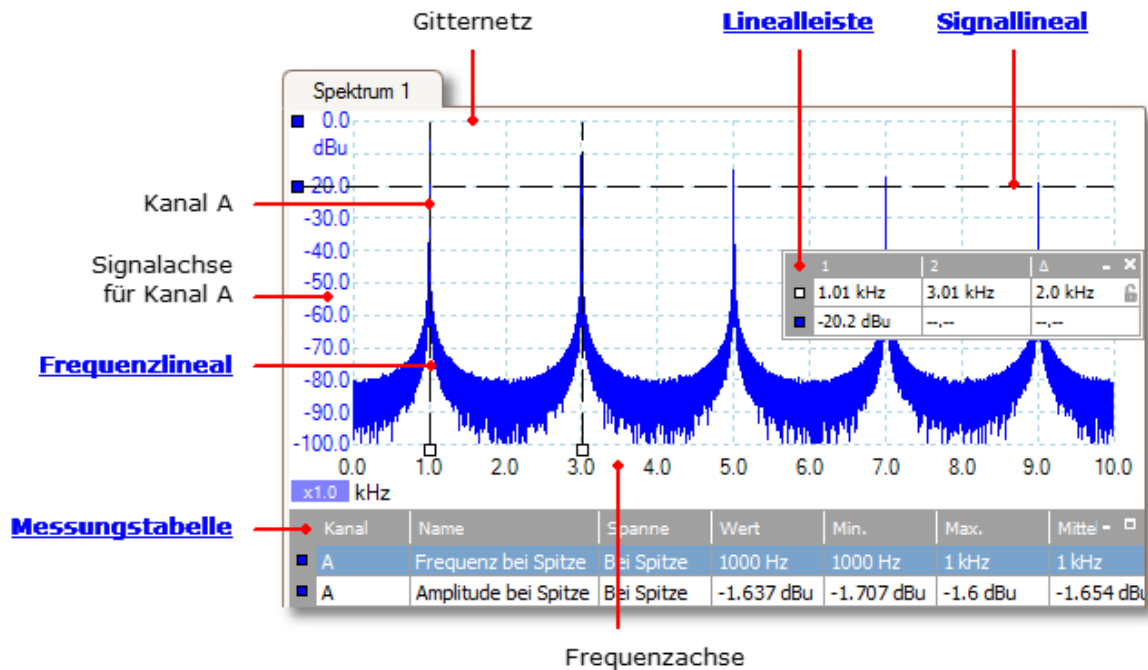 Gitternetz
Linealleiste
Signallineal
Spektrum 1
0.0
dBu
-20.0
-30.0
-40.0
-50.0
-60.0
-70.0
-80.0
-90.0
-100.0
Kanal A
Signalachse
für Kanal A
Frequenzlineal
1 2 Δ
1.01 kHz 3.01 kHz 2.0 kHz
-20.2 dBu --.-- --.--
0.0 1.0 2.0 3.0 4.0 5.0 6.0 7.0 8.0 9.0 10.0
x1.0 kHz
Messungstabelle
Kanal Name Spanne Wert Min. Max. Mittel
A Frequenz bei Spitze Bei Spitze 1000 Hz 1000 Hz 1 kHz 1 kHz
A Amplitude bei Spitze Bei Spitze -1.637 dBu -1.707 dBu -1.6 dBu -1.654 dBu
Frequenzachse